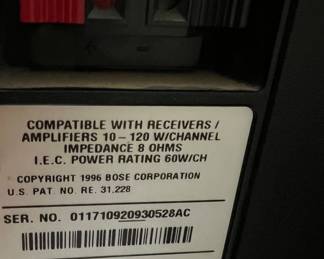 COMPATIBLE WITH RECEIVERS /
AMPLIFIERS 10 – 120 W/CHANNEL
IMPEDANCE 8 OHMS
I.E.C. POWER RATING 60W/CH
COPYRIGHT 1996 BOSE CORPORATION
U.S. PAT. NO. RE. 31,228
SER. NO. 011710920930528AC